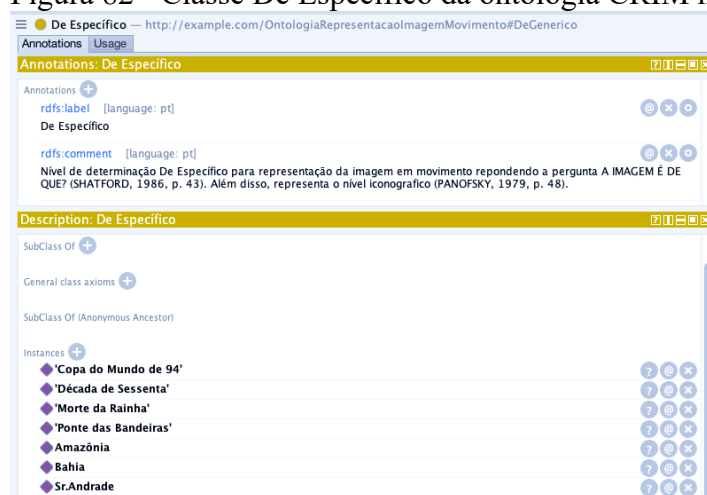 Figura 82 - Classe De Específico da ontologia CRIM
De Específico — http://example.com/OntologiaRepresentacaoImagemMovimento#DeGenerico
Annotations Usage
Annotations: De Específico
Annotations
rdfs:label [language: pt]
De Específico
rdfs:comment [language: pt]
Nível de determinação De Específico para representação da imagem em movimento repondendo a pergunta A IMAGEM É DE
QUE? (SHATFORD, 1986, p. 43). Além disso, representa o nível iconografico (PANOFSKY, 1979, p. 48).
Description: De Específico
SubClass Of
General class axioms
SubClass Of (Anonymous Ancestor)
Instances
'Copa do Mundo de 94'
'Década de Sessenta'
'Morte da Rainha'
'Ponte das Bandeiras'
Amazônia
Bahia
Sr.Andrade